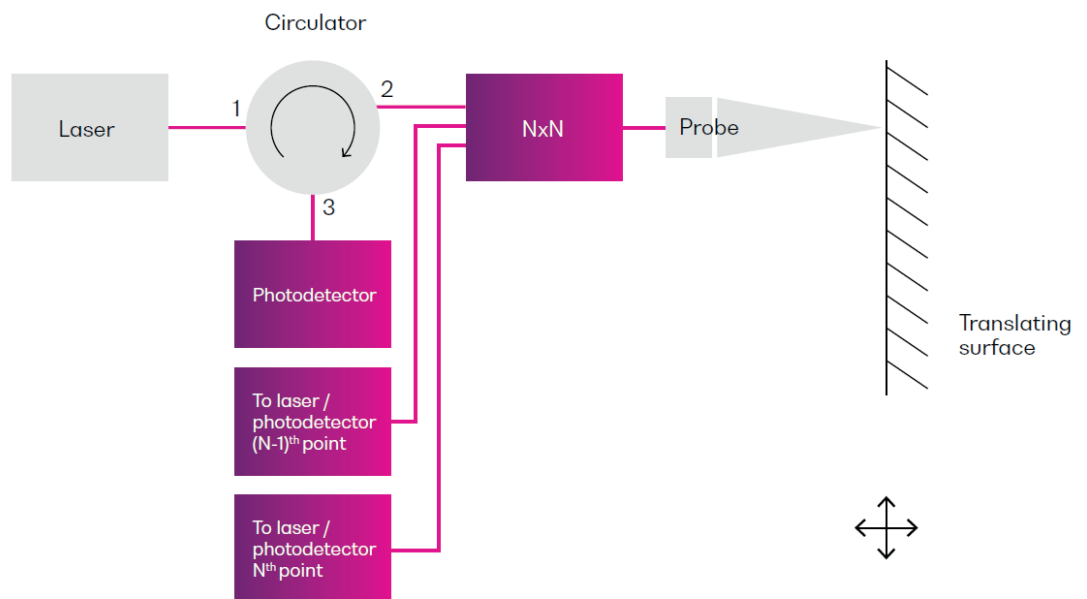 Circulator
Laser
1
2
NxN
Probe
3
Photodetector
Translating
surface
To laser /
photodetector
(N-1)th point
To laser /
photodetector
Nth point